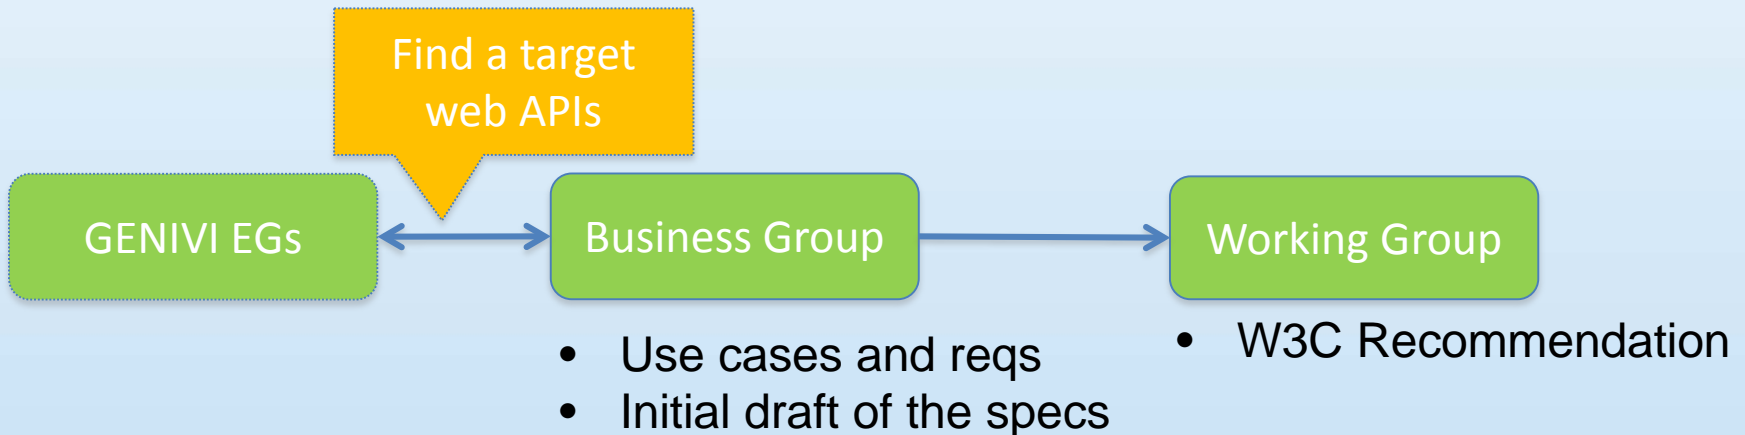 Find a target
web APIs
GENIVI EGs
Business Group
Working Group
• Use cases and reqs
• Initial draft of the specs
• W3C Recommendation